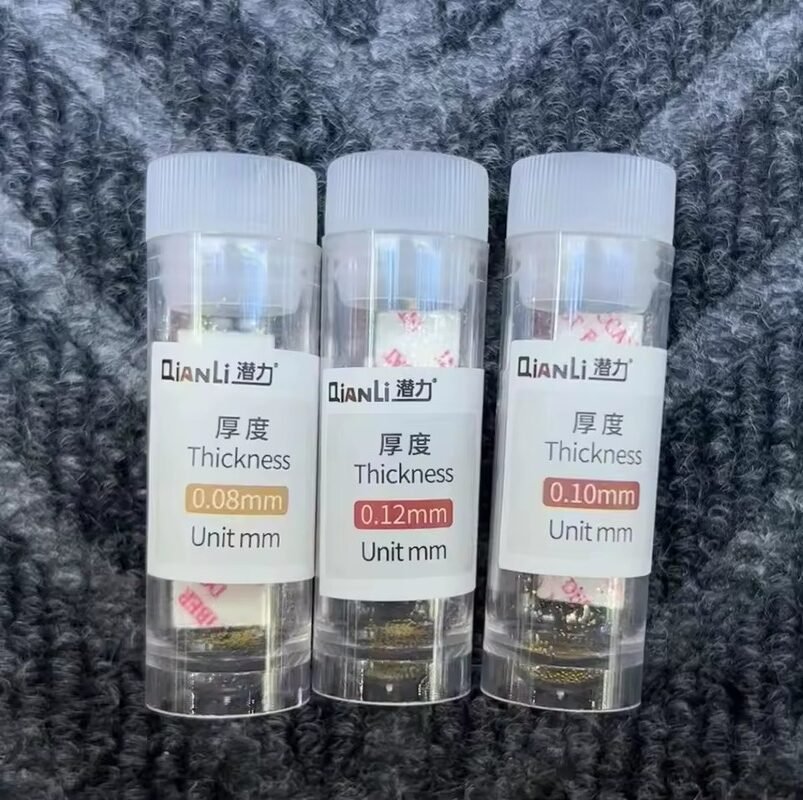 QIANLI 潜力
厚度
Thickness
0.08mm
Unit mm
BER
QIANLI 潜力
厚度
Thickness
0.12mm
Unit mm
QIANLI 潜力
厚度
Thickness
0.10mm
Unit mm